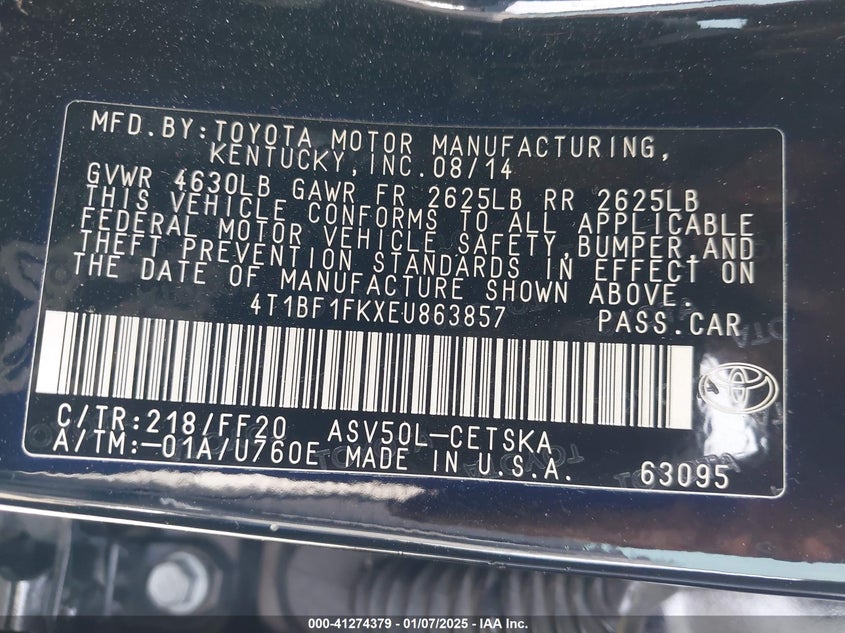 MFD.BY:TOYOTA MOTOR MANUFACTURING,
KENTUCKY,INC.08/14
GVWR 4630LB GAWR FR 2625LB RR 2625LB
THIS VEHICLE CONFORMS TO ALL APPLICABLE
FEDERAL MOTOR VEHICLE SAFETY,BUMPER,AND
THEFT PREVENTION STANDARDS IN EFFECT ON
THE DATE OF MANUFACTURE SHOWN ABOVE.
4T1BF1FKXEU863857 PASS.CAR
C/TR:218/FF20 ASV50L-CETSKA
A/TM:-01A/U760E MADE IN U.S.A. 63095
000-41274379 | 01/07/2025 | IAA Inc.